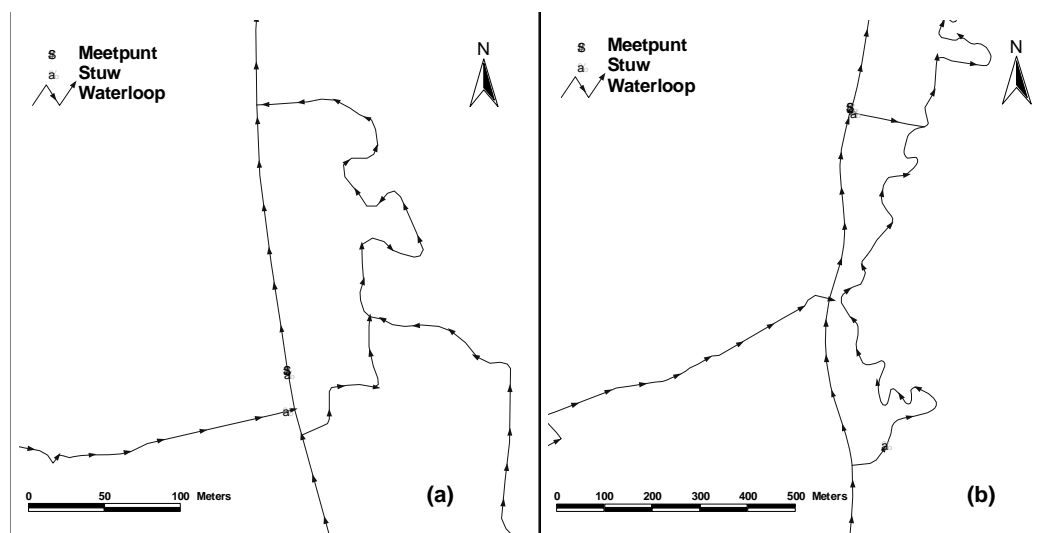 Meetpunt
Stuw
Waterloop
N
0 50 100 Meters
(a)
Meetpunt
Stuw
Waterloop
N
0 100 200 300 400 500 Meters
(b)